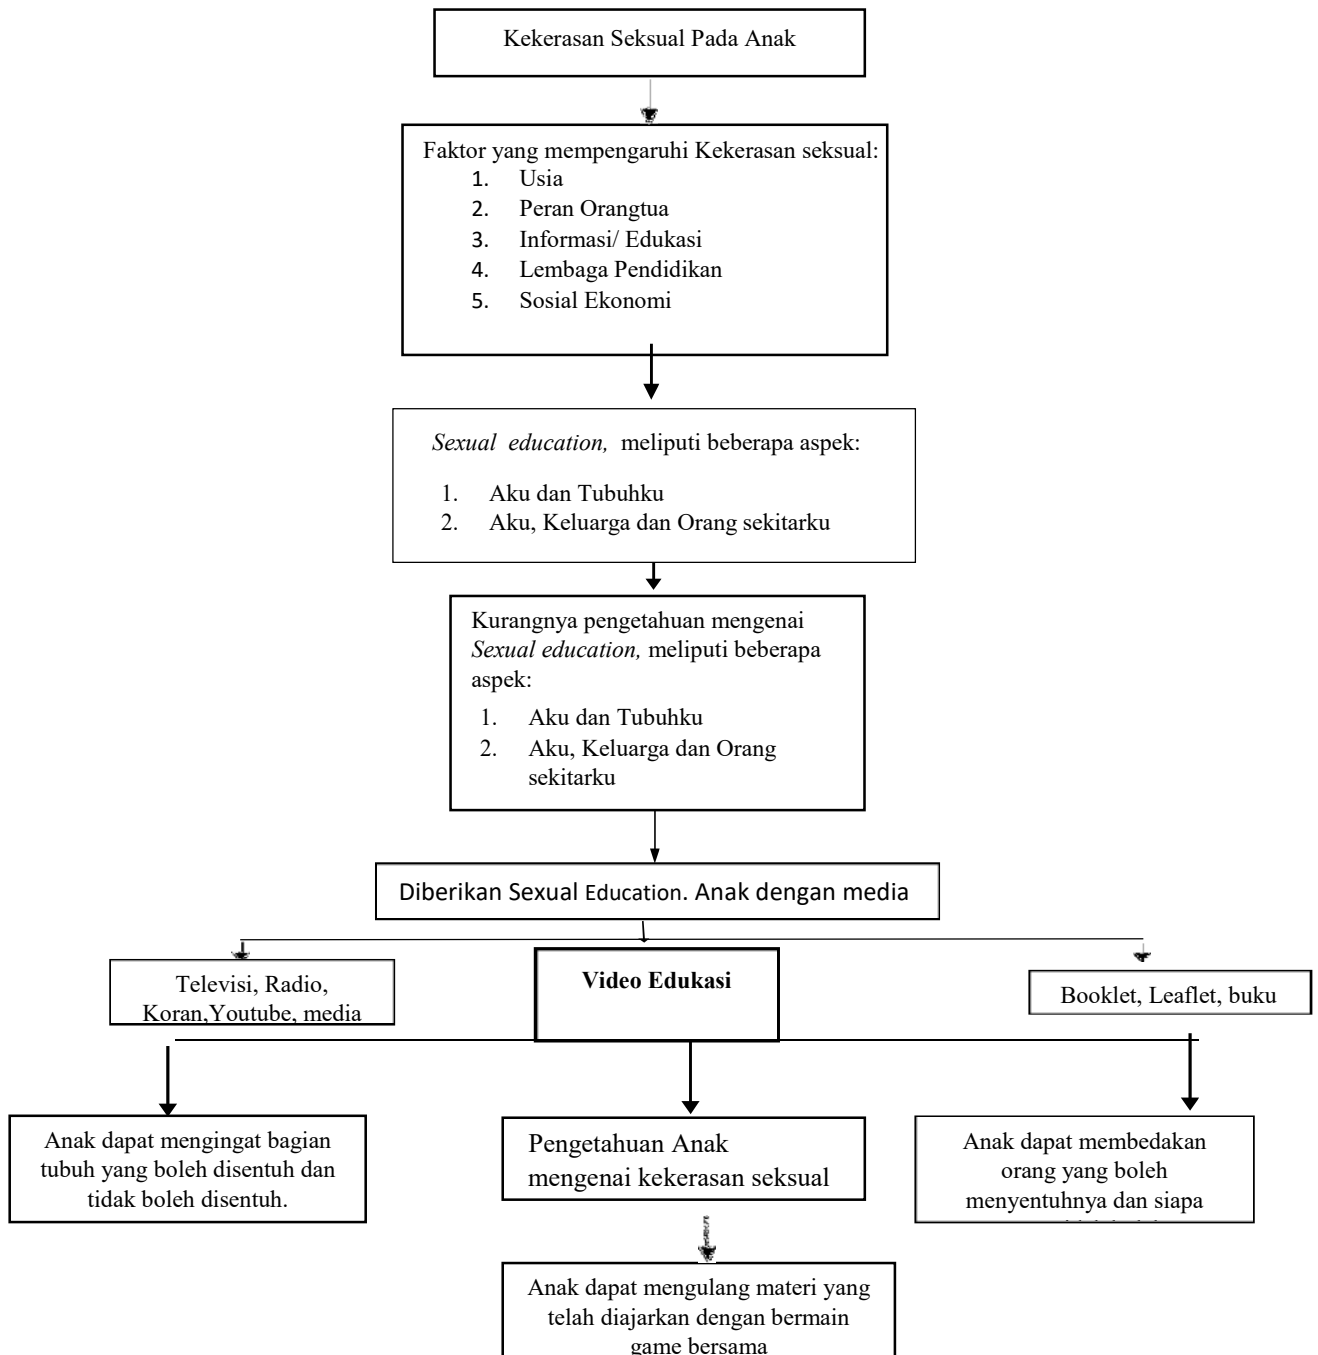 Kekerasan Seksual Pada Anak
Faktor yang mempengaruhi Kekerasan seksual:
1. Usia
2. Peran Orangtua
3. Informasi/ Edukasi
4. Lembaga Pendidikan
5. Sosial Ekonomi
Sexual education, meliputi beberapa aspek:
1. Aku dan Tubuhku
2. Aku, Keluarga dan Orang sekitarku
Kurangnya pengetahuan mengenai
Sexual education, meliputi beberapa
aspek:
1. Aku dan Tubuhku
2. Aku, Keluarga dan Orang
sekitarku
Diberikan Sexual Education. Anak dengan media
Televisi, Radio,
Koran,Youtube, media
Video Edukasi
Booklet, Leaflet, buku
Anak dapat mengingat bagian
tubuh yang boleh disentuh dan
tidak boleh disentuh.
Pengetahuan Anak
mengenai kekerasan seksual
Anak dapat membedakan
orang yang boleh
menyentuhnya dan siapa
Anak dapat mengulang materi yang
telah diajarkan dengan bermain
game bersama